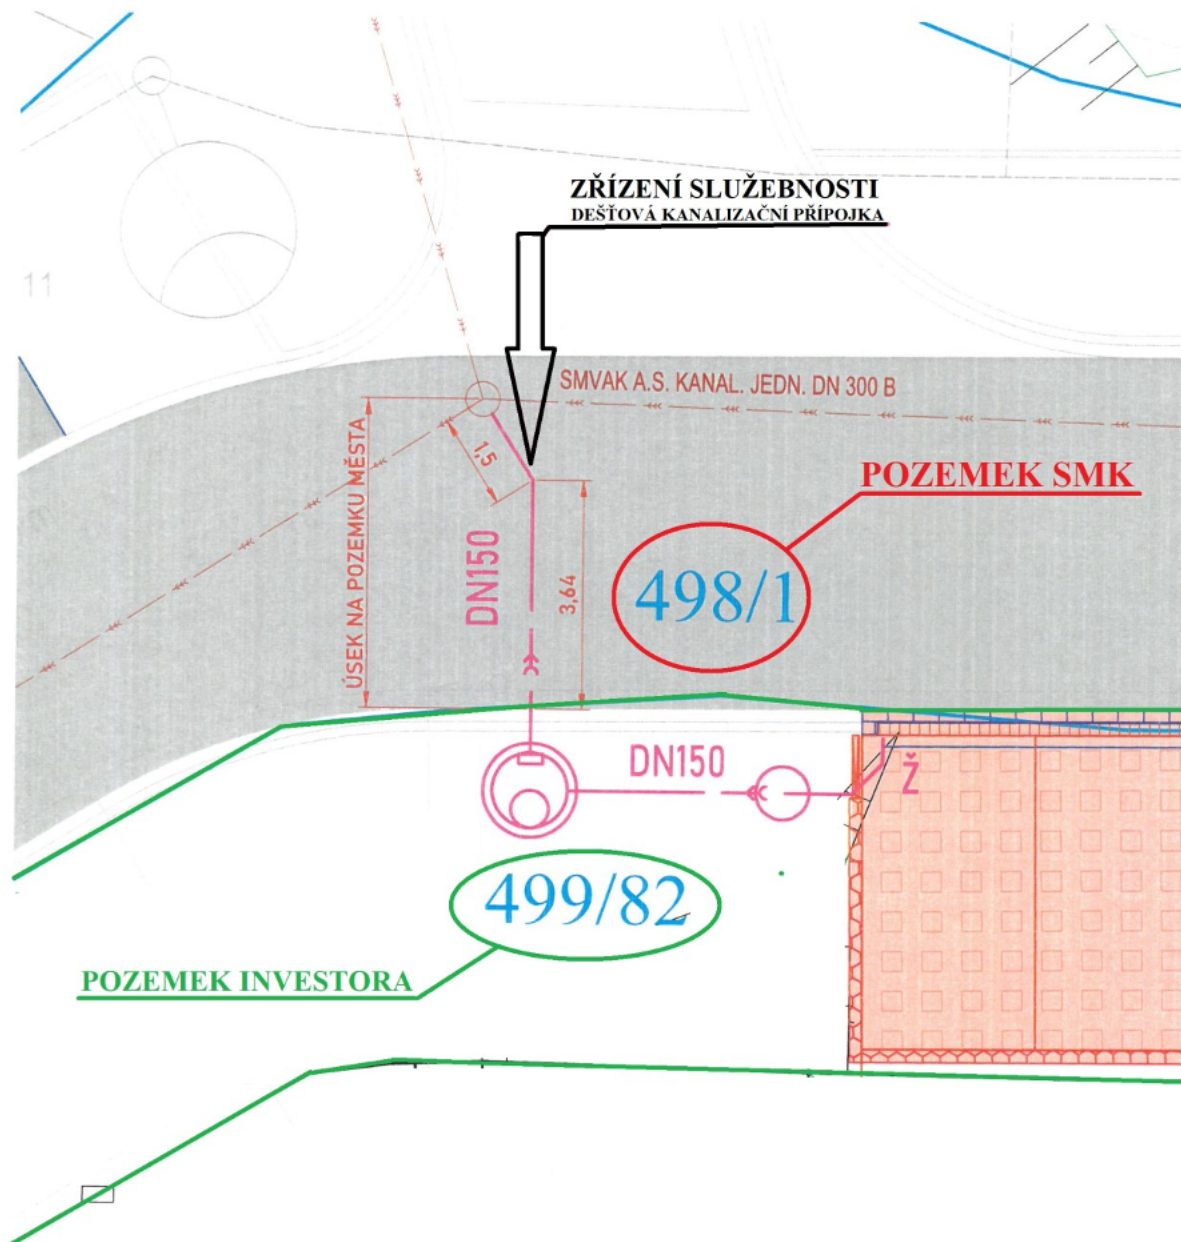 ZŘÍZENÍ SLUŽEBNOSTI
DEŠŤOVÁ KANALIZAČNÍ PŘÍPOJKA
11
SMVAK A.S. KANAL. JEDN. DN 300 B
ÚSEK NA POZEMKU MĚSTA
1,5
POZEMEK SMK
DN150
3,64
498/1
DN150
Ž
499/82
POZEMEK INVESTORA